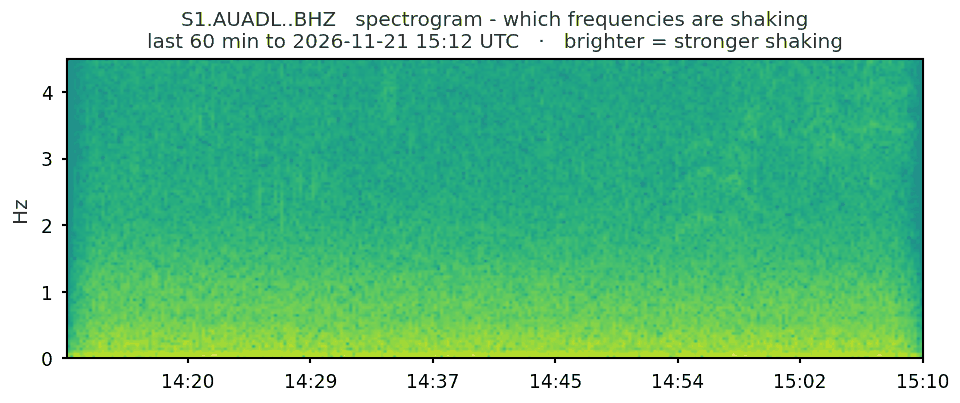 S1.AUADL..BHZ   spectrogram - which frequencies are shaking
last 60 min to 2026-11-21 15:12 UTC   ·   brighter = stronger shaking
4
3
Hz
2
1
0
14:20 14:29 14:37 14:45 14:54 15:02 15:10